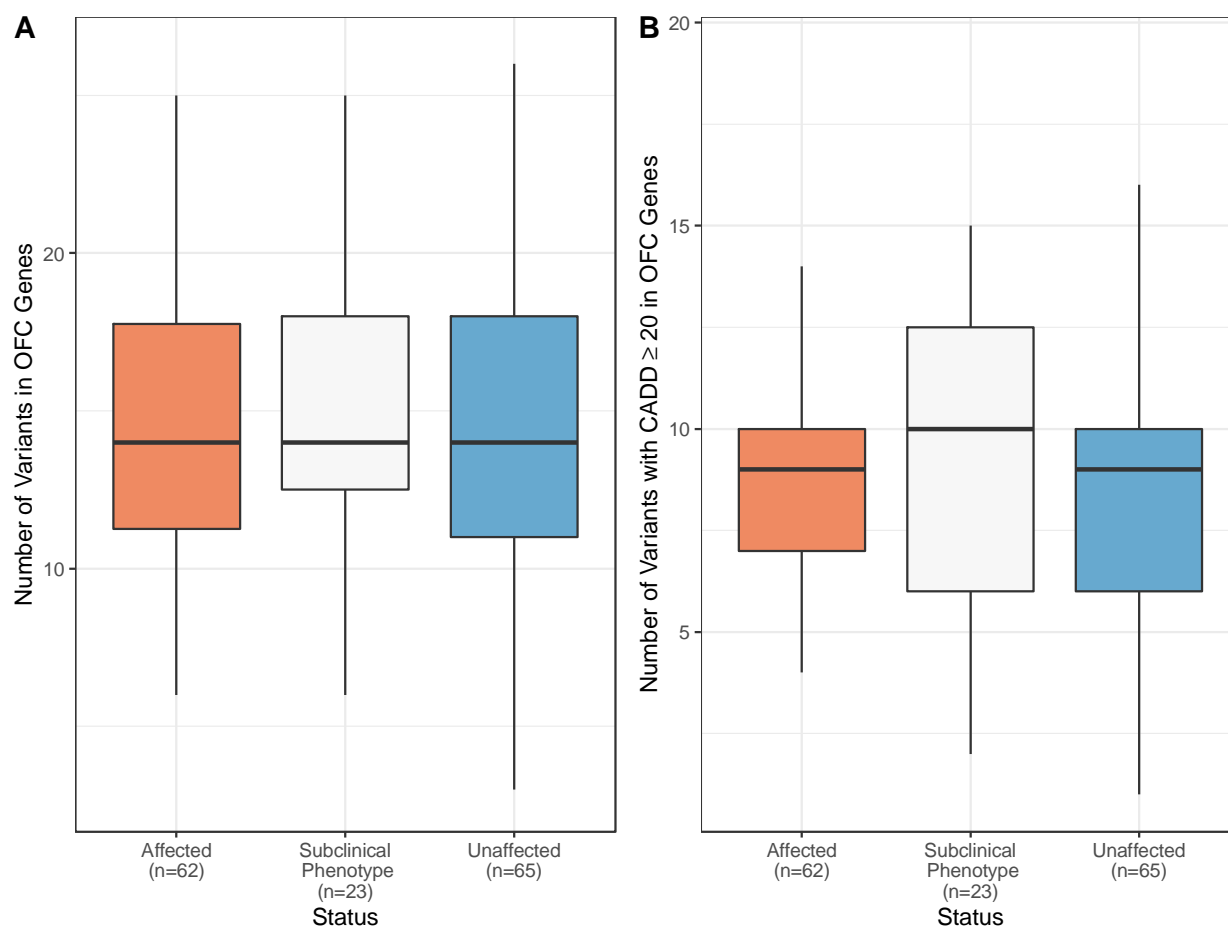 A
Number of Variants in OFC Genes
20
10
Affected
(n=62)
Subclinical
Phenotype
(n=23)
Unaffected
(n=65)
Status
B
Number of Variants with CADD ≥ 20 in OFC Genes
20
15
10
5
Affected
(n=62)
Subclinical
Phenotype
(n=23)
Unaffected
(n=65)
Status